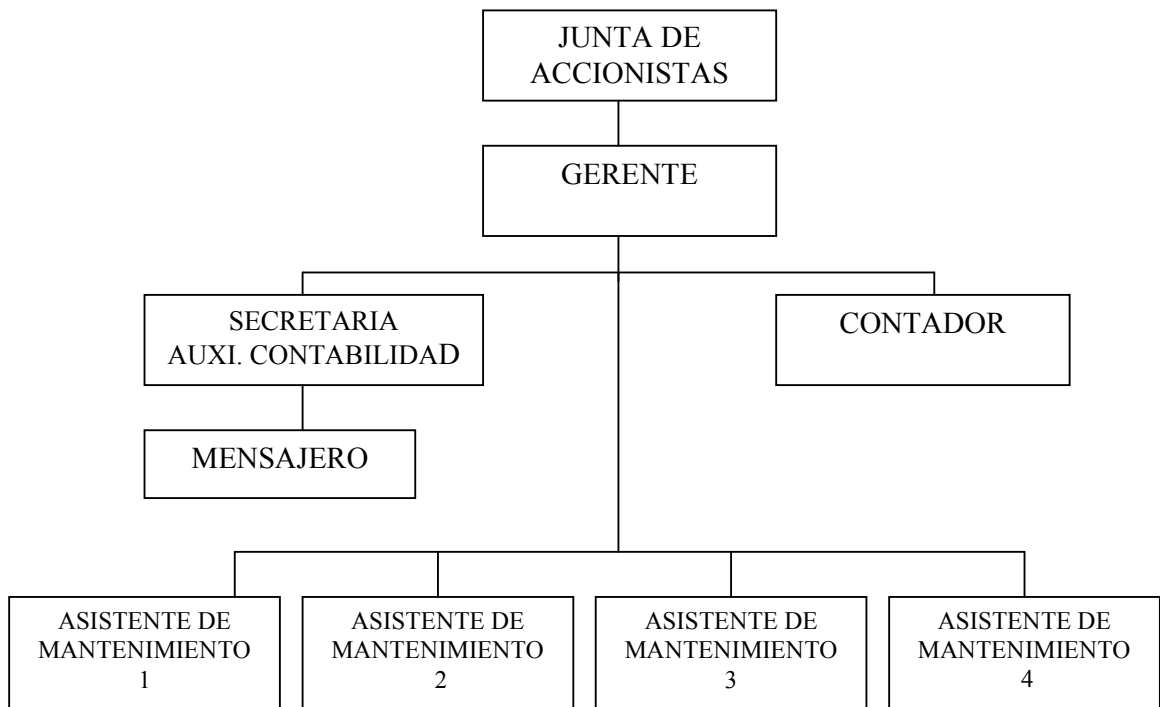 JUNTA DE
ACCIONISTAS
GERENTE
SECRETARIA
AUXI. CONTABILIDAD
CONTADOR
MENSAJERO
ASISTENTE DE
MANTENIMIENTO
1
ASISTENTE DE
MANTENIMIENTO
2
ASISTENTE DE
MANTENIMIENTO
3
ASISTENTE DE
MANTENIMIENTO
4